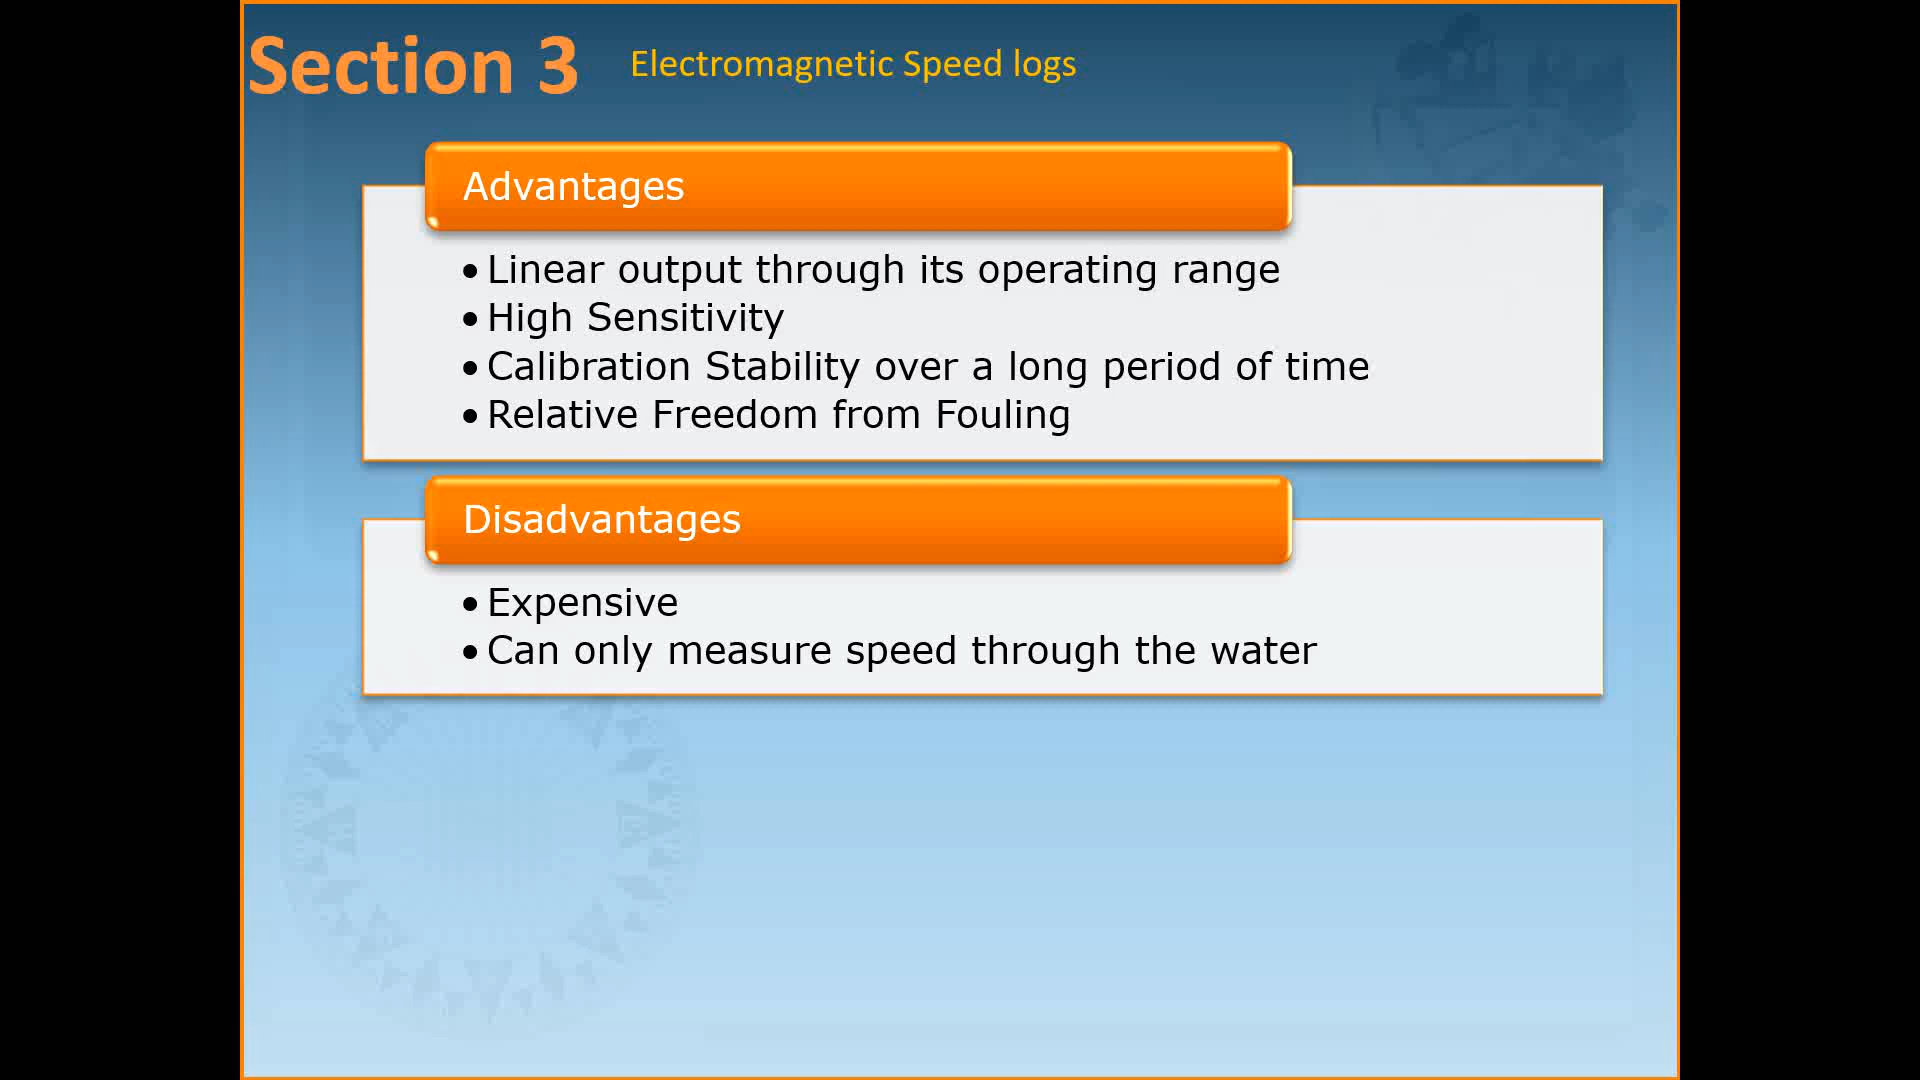 Section 3
Electromagnetic Speed logs
Advantages
•Linear output through its operating range
•High Sensitivity
•Calibration Stability over a long period of time
•Relative Freedom from Fouling
Disadvantages
•Expensive
•Can only measure speed through the water